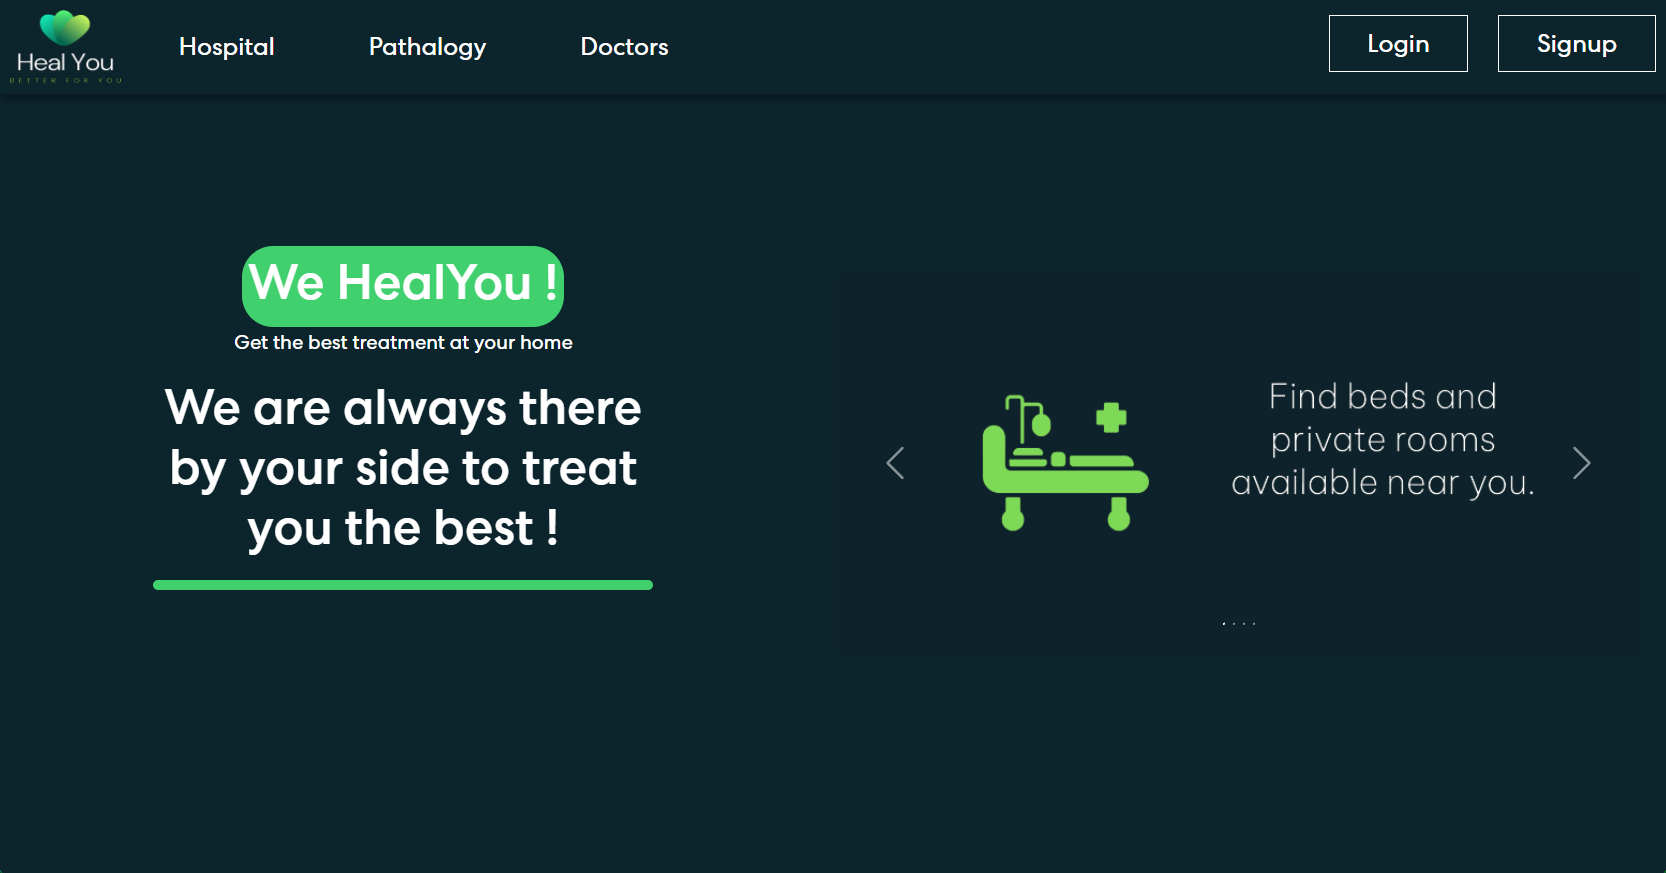 Heal You
BETTER FOR YOU
Hospital
Pathalogy
Doctors
Login
Signup
We HealYou !
Get the best treatment at your home
We are always there
by your side to treat
you the best !
Find beds and
private rooms
available near you.